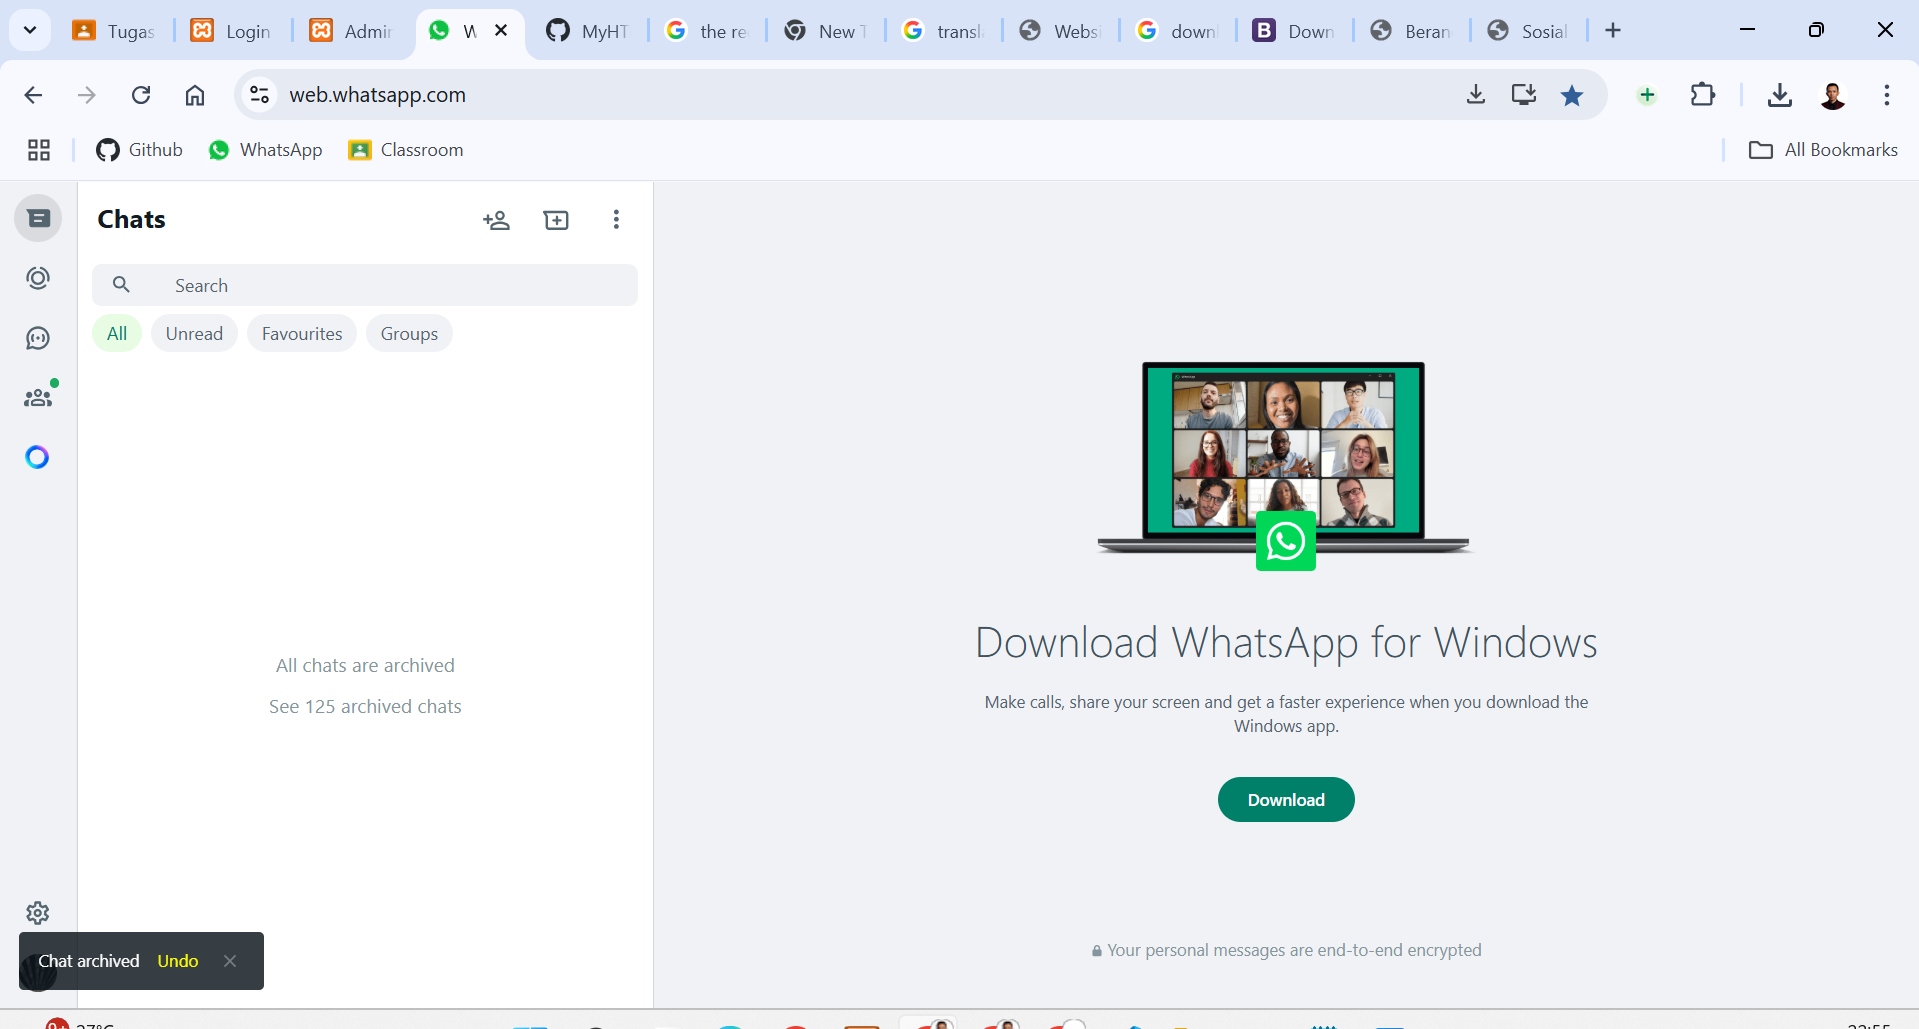 Tugas
Login
Admin
W
MyHT
the re
New T
transl
Websi
down
Down
Beran
Sosial
web.whatsapp.com
Github
WhatsApp
Classroom
All Bookmarks
Chats
Search
All
Unread
Favourites
Groups
All chats are archived
See 125 archived chats
Download WhatsApp for Windows
Make calls, share your screen and get a faster experience when you download the
Windows app.
Download
Your personal messages are end-to-end encrypted
Chat archived Undo